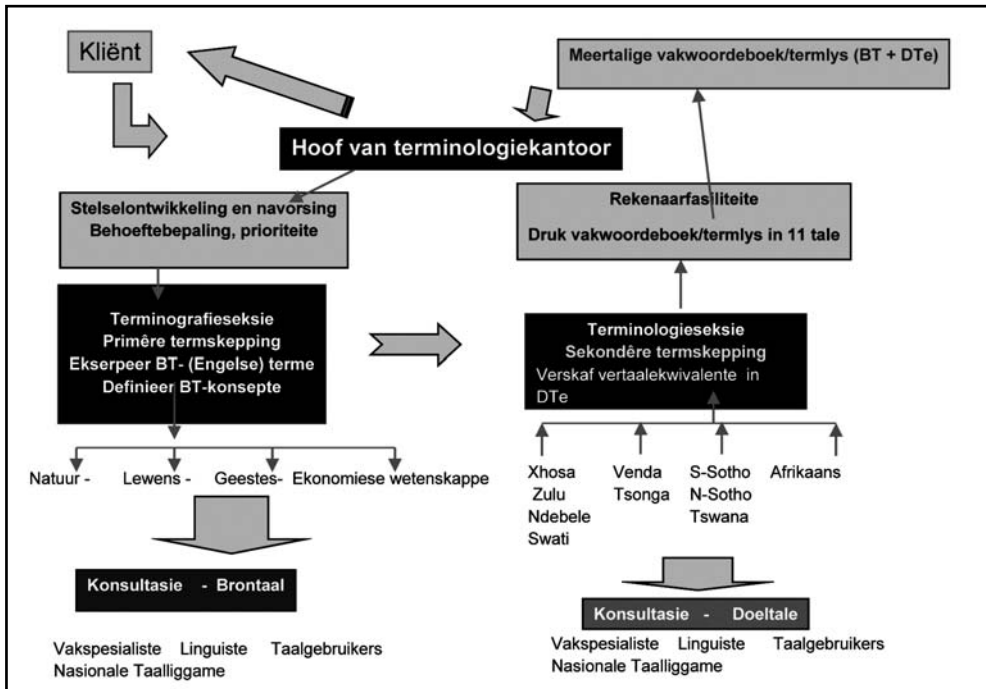 Kliënt
Meertalige vakwoordeboek/termlys (BT + DTe)
Hoof van terminologiekantoor
Stelselontwikkeling en navorsing
Behoeftebepaling, prioriteite
Rekenaarfasiliteite
Druk vakwoordeboek/termlys in 11 tale
Terminografieseksie
Primêre termskepping
Ekserpeer BT- (Engelse) terme
Definieer BT-konsepte
Terminologieseksie
Sekondêre termskepping
Verskaf vertaalekwivalente in
DTe
Natuur - Lewens - Geestes- Ekonomiese wetenskappe
Xhosa
Zulu
Ndebele
Swati
Venda
Tsonga
S-Sotho
N-Sotho
Tswana
Afrikaans
Konsultasie - Brontaal
Vakspesialiste Linguiste Taalgebruikers
Nasionale Taalliggame
Konsultasie - Doeltale
Vakspesialiste Linguiste Taalgebruikers
Nasionale Taalliggame